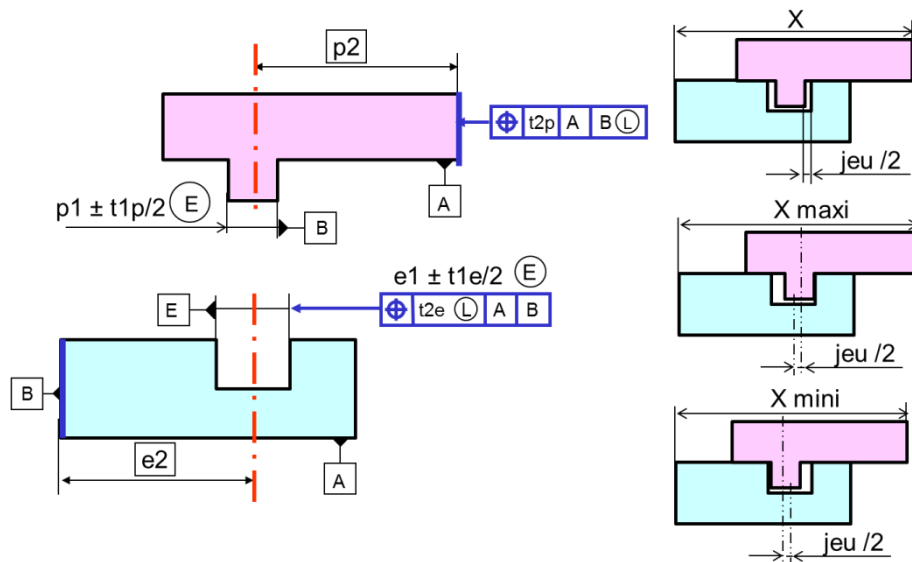 p2
X
⌖ t2p A B Ⓛ
jeu /2
A
p1 ± t1p/2 Ⓔ
B
X maxi
e1 ± t1e/2 Ⓔ
E
⌖ t2e Ⓛ A B
jeu /2
B
X mini
e2
A
jeu /2